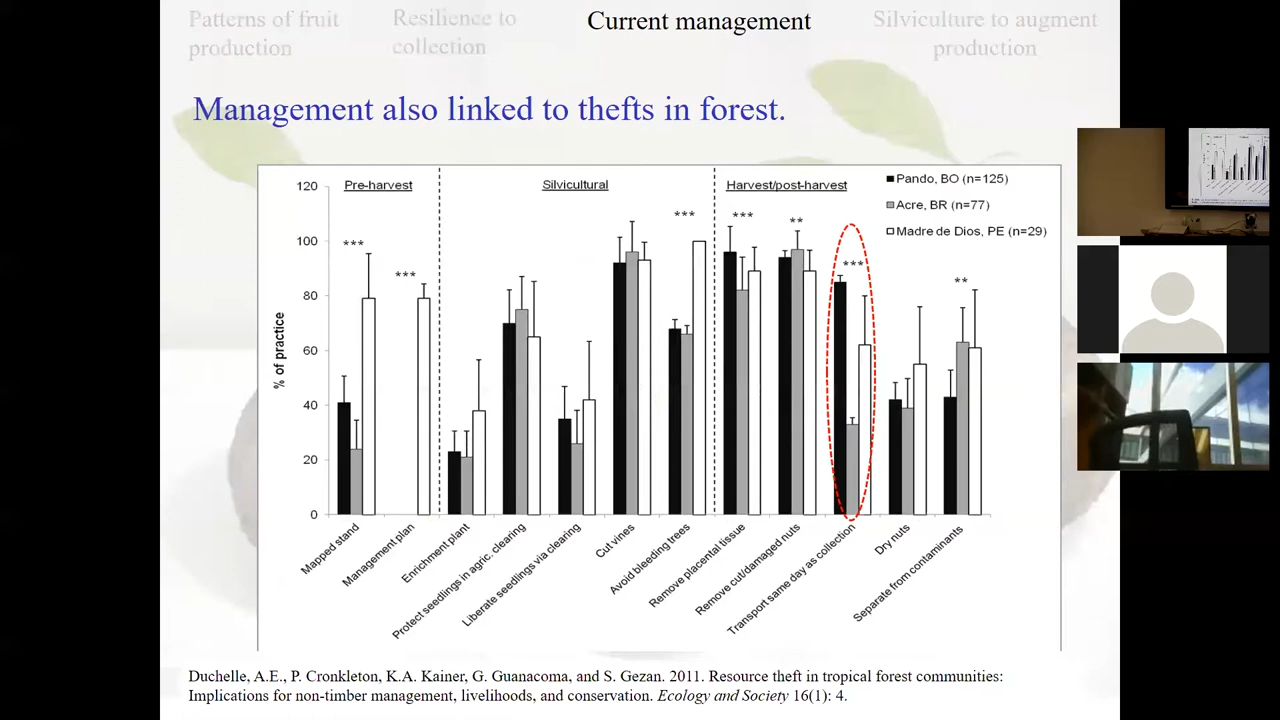 Patterns of fruit
production
Resilience to
collection
Current management
Silviculture to augment
production
Management also linked to thefts in forest.
Pre-harvest
Silvicultural
Harvest/post-harvest
Pando, BO (n=125)
Acre, BR (n=77)
Madre de Dios, PE (n=29)
% of practice
120
100
80
60
40
20
0
***
***
***
***
**
***
**
Mapped stand
Management plan
Enrichment plant
Protect seedlings in agric. clearing
Liberate seedlings via clearing
Cut vines
Avoid bleeding trees
Remove placental tissue
Remove cut/damaged nuts
Transport same day as collection
Dry nuts
Separate from contaminants
Duchelle, A.E., P. Cronkleton, K.A. Kainer, G. Guanacoma, and S. Gezan. 2011. Resource theft in tropical forest communities:
Implications for non-timber management, livelihoods, and conservation. Ecology and Society 16(1): 4.